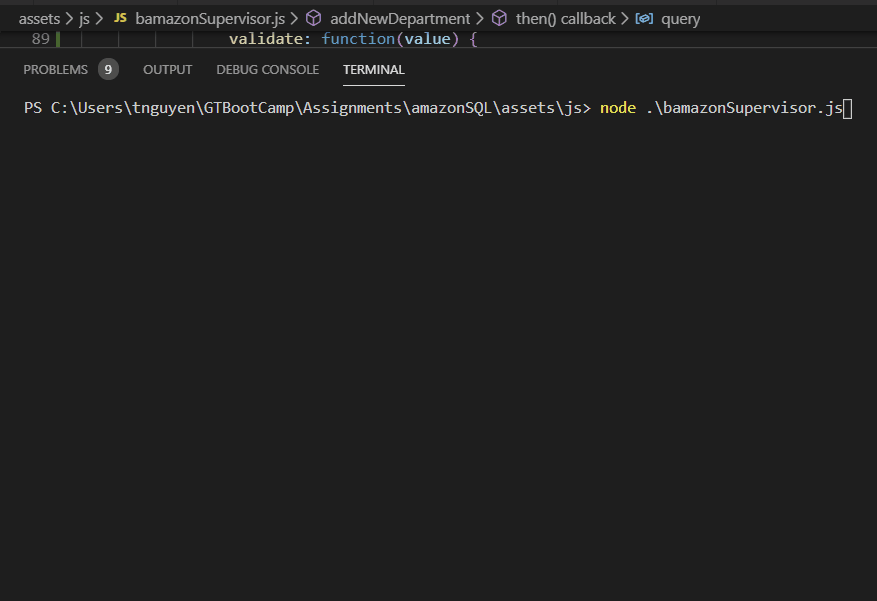 assets > js > JS bamazonSupervisor.js > addNewDepartment > then() callback > query
89 validate: function(value) {
PROBLEMS 9 OUTPUT DEBUG CONSOLE TERMINAL
PS C:\Users\tnguyen\GTBootCamp\Assignments\amazonSQL\assets\js> node .\bamazonSupervisor.js